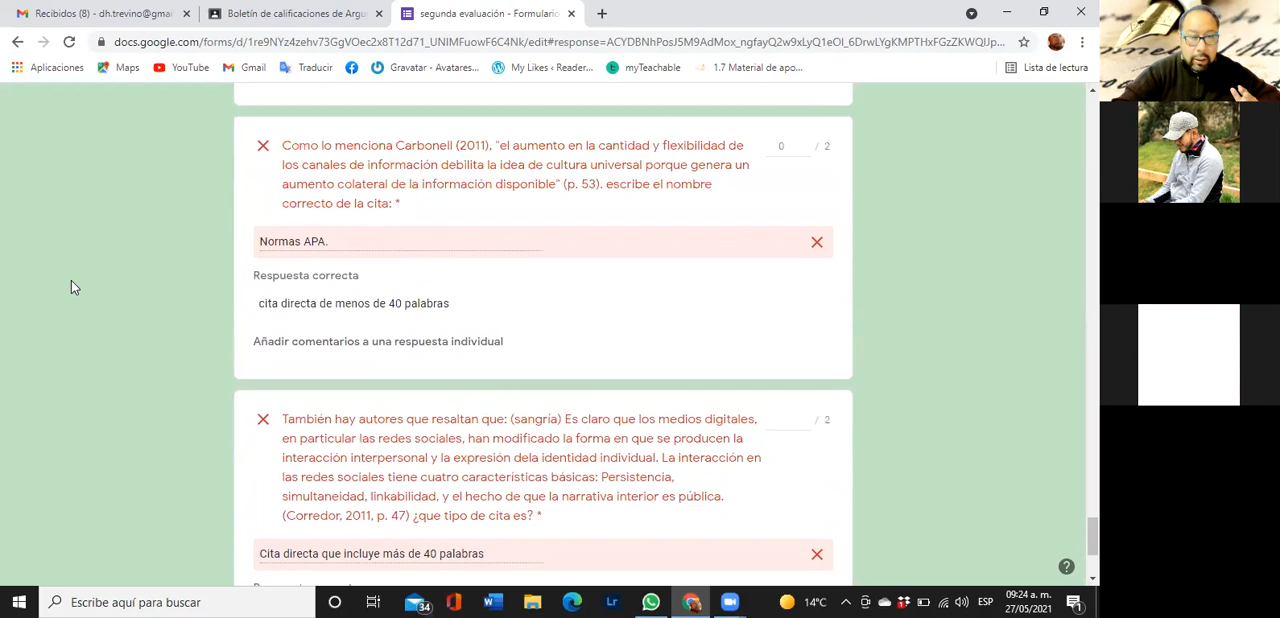 Recibidos (8) - dh.trevino@gmai
Boletín de calificaciones de Argu
segunda evaluación - Formulario
docs.google.com/forms/d/1re9NYz4zehv73GgVOec2x8T12d71_UNIMFuowF9G4Nk/edit#response=ACYDBNhPosJ5M9AdMox_ngfayQ2w9xLyQ1eOl_6DrwLYgKMPTHxFGzZKWQlJp...
Aplicaciones
Maps
YouTube
Gmail
Traducir
Gravatar - Avatares...
My Likes ‹ Reader...
myTeachable
1.7 Material de apo...
Lista de lectura
Como lo menciona Carbonell (2011), "el aumento en la cantidad y flexibilidad de
los canales de información debilita la idea de cultura universal porque genera un
aumento colateral de la información disponible" (p. 53). escribe el nombre
correcto de la cita: *
0 / 2
Normas APA.
Respuesta correcta
cita directa de menos de 40 palabras
Añadir comentarios a una respuesta individual
También hay autores que resaltan que: (sangría) Es claro que los medios digitales,
en particular las redes sociales, han modificado la forma en que se producen la
interacción interpersonal y la expresión dela identidad individual. La interacción en
las redes sociales tiene cuatro características básicas: Persistencia,
simultaneidad, linkabilidad, y el hecho de que la narrativa interior es pública.
(Corredor, 2011, p. 47) ¿que tipo de cita es? *
/ 2
Cita directa que incluye más de 40 palabras
Escribe aquí para buscar
34
14°C
ESP
09:24 a. m.
27/05/2021
1